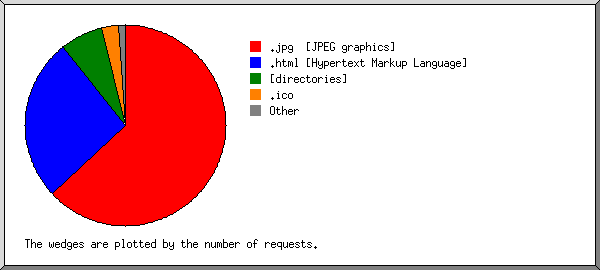 .jpg  [JPEG graphics]
.html [Hypertext Markup Language]
[directories]
.ico
Other
The wedges are plotted by the number of requests.